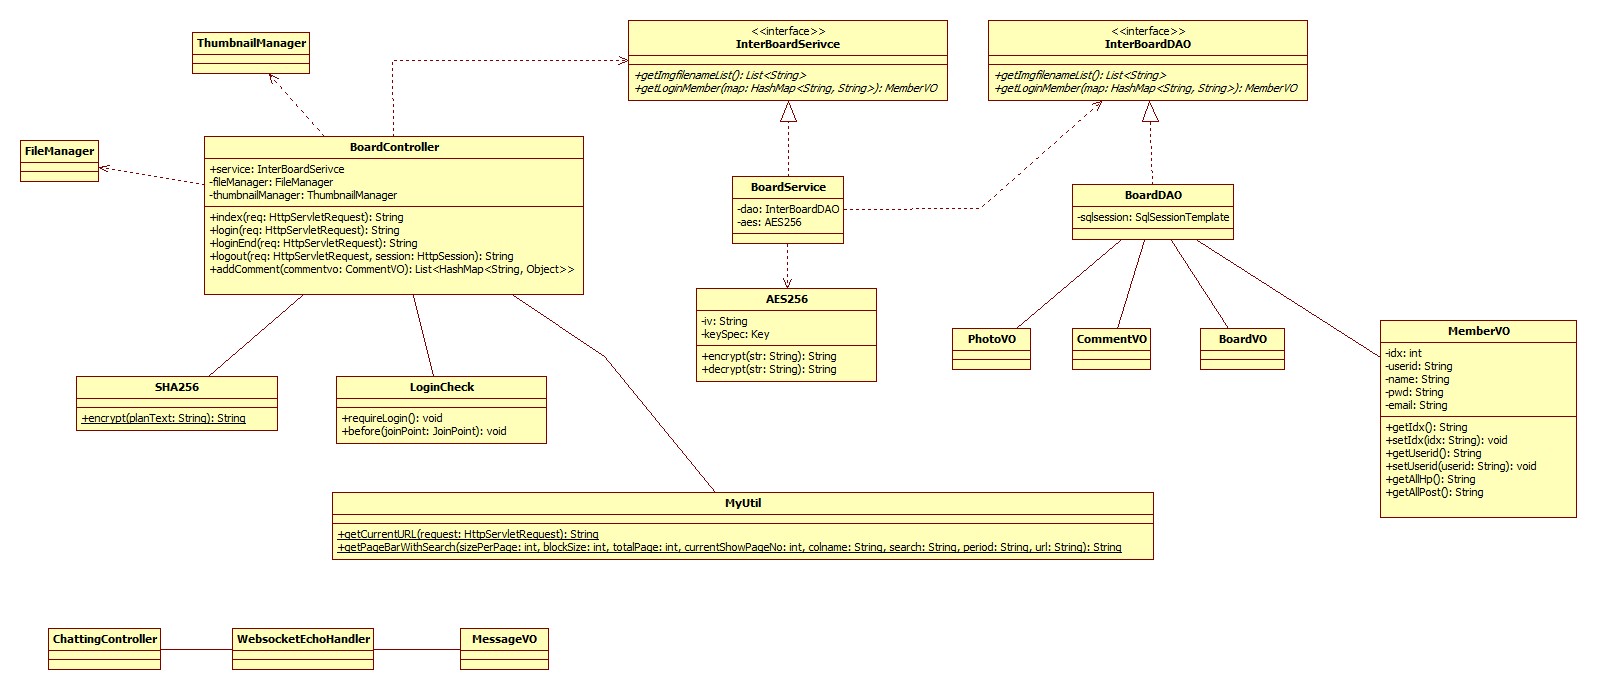 ThumbnailManager
<<interface>>
InterBoardSerivce
+getImgfilenameList(): List<String>
+getLoginMember(map: HashMap<String, String>): MemberVO
<<interface>>
InterBoardDAO
+getImgfilenameList(): List<String>
+getLoginMember(map: HashMap<String, String>): MemberVO
FileManager
BoardController
+service: InterBoardSerivce
-fileManager: FileManager
-thumbnailManager: ThumbnailManager
+index(req: HttpServletRequest): String
+login(req: HttpServletRequest): String
+loginEnd(req: HttpServletRequest): String
+logout(req: HttpServletRequest, session: HttpSession): String
+addComment(commentvo: CommentVO): List<HashMap<String, Object>>
BoardService
-dao: InterBoardDAO
-aes: AES256
BoardDAO
-sqlsession: SqlSessionTemplate
AES256
-iv: String
-keySpec: Key
+encrypt(str: String): String
+decrypt(str: String): String
PhotoVO
CommentVO
BoardVO
MemberVO
-idx: int
-userid: String
-name: String
-pwd: String
-email: String
+getIdx(): String
+setIdx(idx: String): void
+getUserid(): String
+setUserid(userid: String): void
+getAllHp(): String
+getAllPost(): String
SHA256
+encrypt(planText: String): String
LoginCheck
+requireLogin(): void
+before(joinPoint: JoinPoint): void
MyUtil
+getCurrentURL(request: HttpServletRequest): String
+getPageBarWithSearch(sizePerPage: int, blockSize: int, totalPage: int, currentShowPageNo: int, colname: String, search: String, period: String, url: String): String
ChattingController
WebsocketEchoHandler
MessageVO